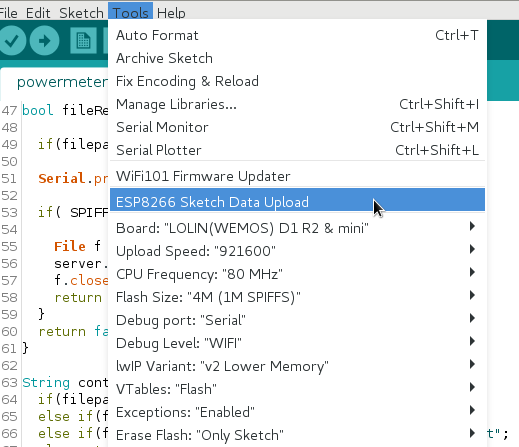 File Edit Sketch Tools Help
Auto Format Ctrl+T
Archive Sketch
powermeter Fix Encoding & Reload
Manage Libraries... Ctrl+Shift+I
47 bool fileRe
Serial Monitor Ctrl+Shift+M
48
49 if(filepa
Serial Plotter Ctrl+Shift+L
50
51 Serial.pr
WiFi101 Firmware Updater
52
ESP8266 Sketch Data Upload
53 if( SPIFF
54
Board: "LOLIN(WEMOS) D1 R2 & mini"
55 File f
Upload Speed: "921600"
56 server.
57 f.close
CPU Frequency: "80 MHz"
58 return
Flash Size: "4M (1M SPIFFS)"
59 }
Debug port: "Serial"
60 return fa
61 }
Debug Level: "WIFI"
62
lwIP Variant: "v2 Lower Memory"
63 String cont
VTables: "Flash"
64 if(filepa
65 else if(f
Exceptions: "Enabled"
66 else if(f t";
Erase Flash: "Only Sketch"